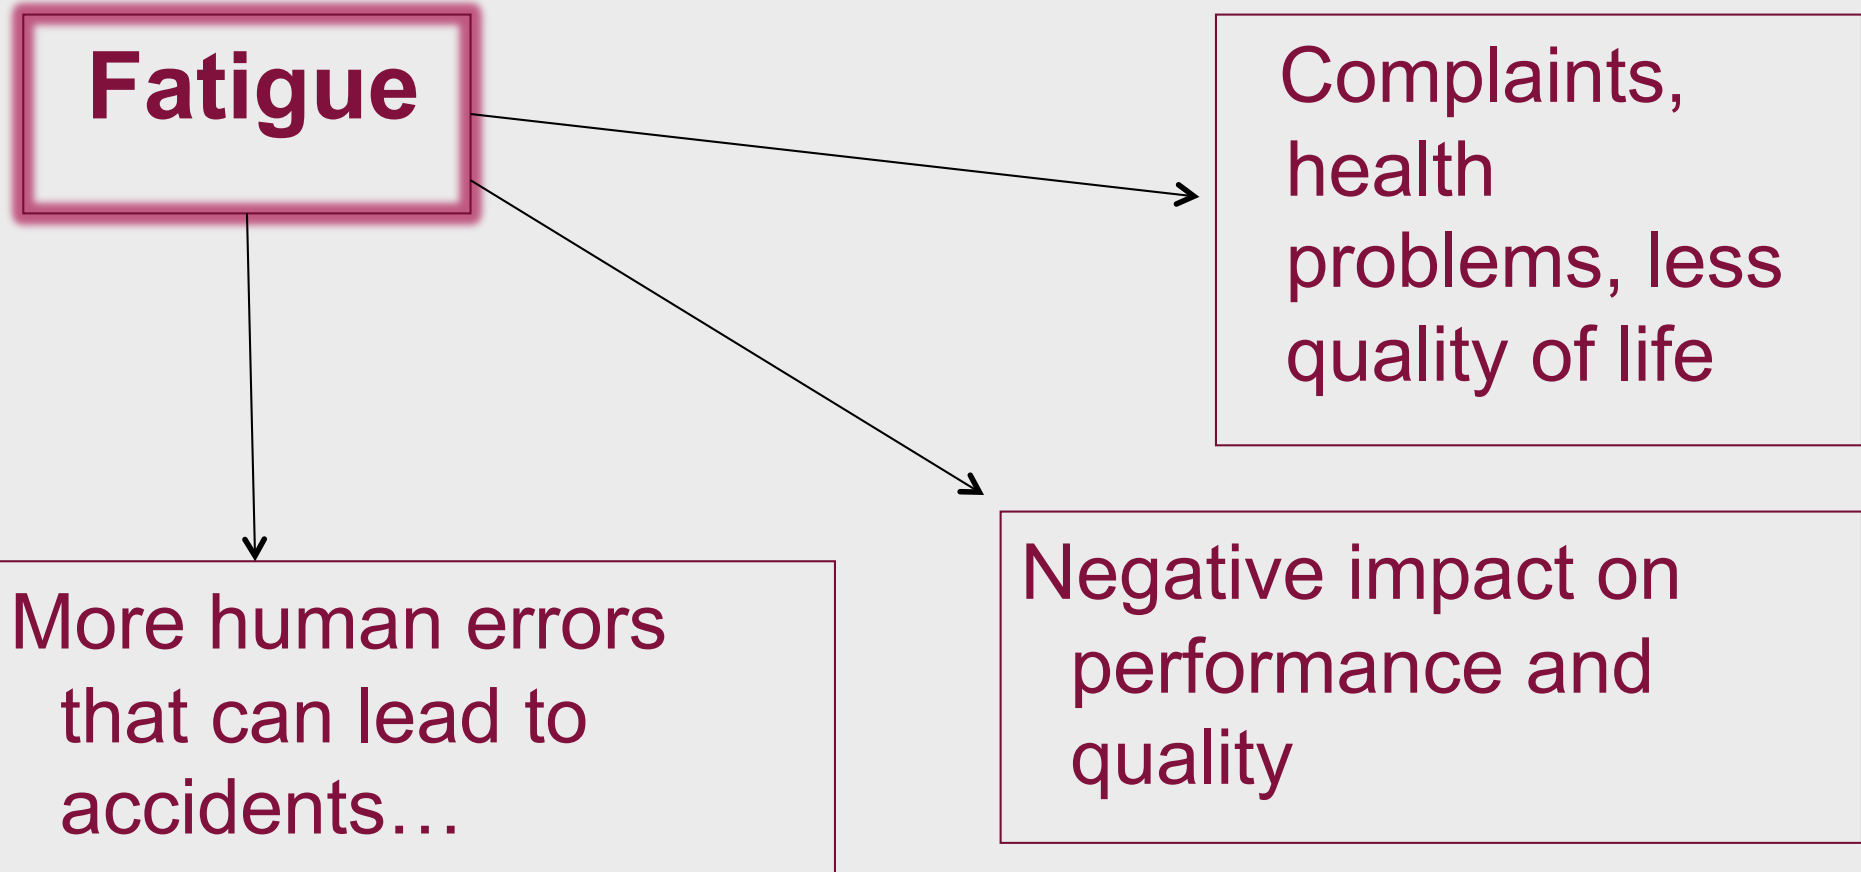 Fatigue
Complaints,
health
problems, less
quality of life
Negative impact on
performance and
quality
More human errors
that can lead to
accidents…